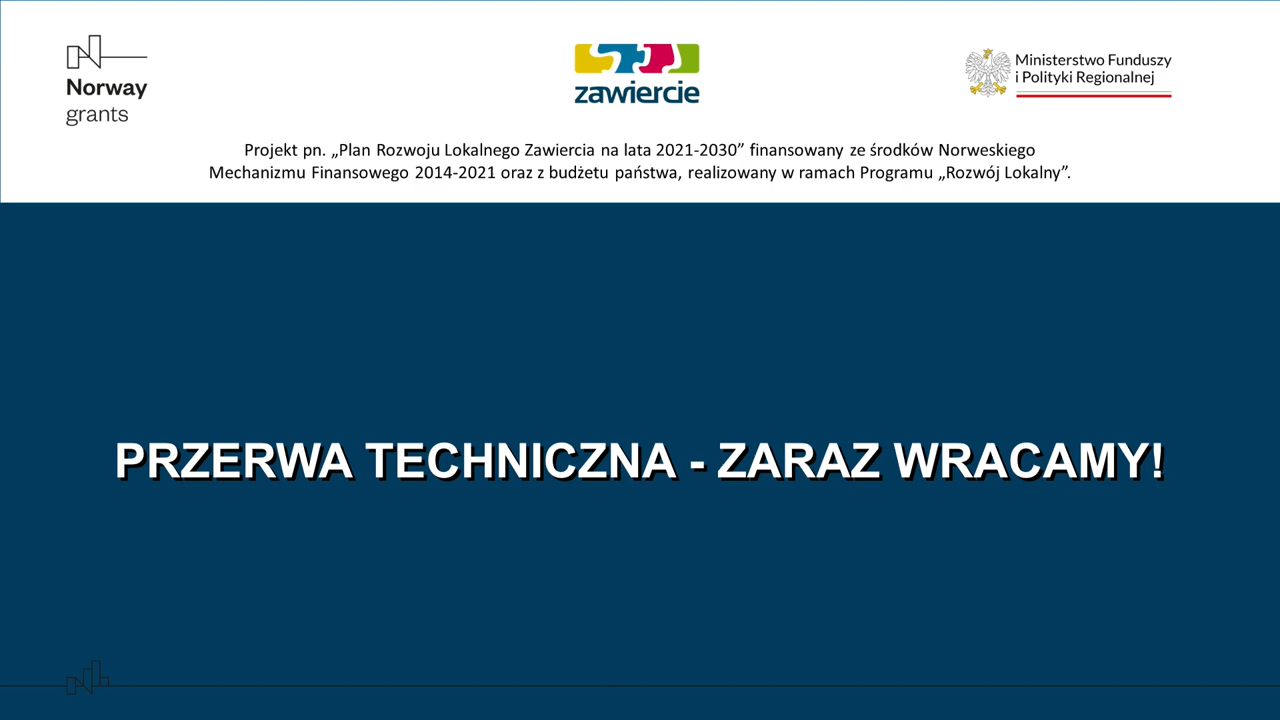 Norway
grants
zawiercie
Ministerstwo Funduszy
i Polityki Regionalnej
Projekt pn. „Plan Rozwoju Lokalnego Zawiercia na lata 2021-2030” finansowany ze środków Norweskiego
Mechanizmu Finansowego 2014-2021 oraz z budżetu państwa, realizowany w ramach Programu „Rozwój Lokalny”.
PRZERWA TECHNICZNA - ZARAZ WRACAMY!